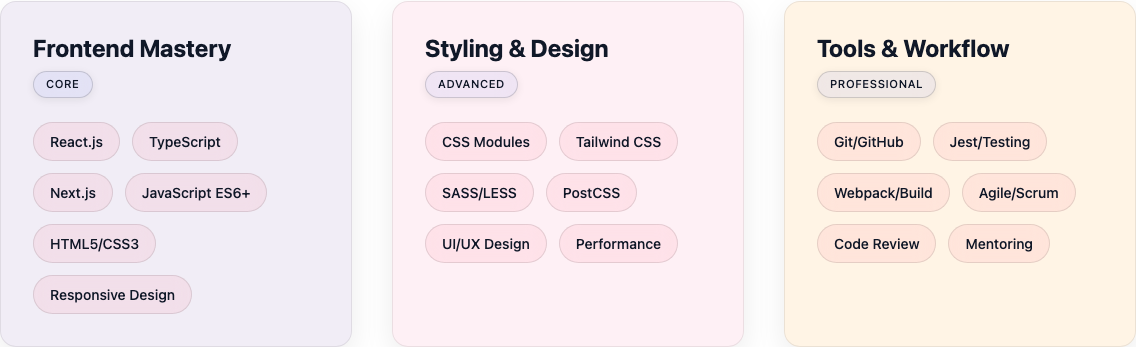 Frontend Mastery
CORE
React.js
TypeScript
Next.js
JavaScript ES6+
HTML5/CSS3
Responsive Design
Styling & Design
ADVANCED
CSS Modules
Tailwind CSS
SASS/LESS
PostCSS
UI/UX Design
Performance
Tools & Workflow
PROFESSIONAL
Git/GitHub
Jest/Testing
Webpack/Build
Agile/Scrum
Code Review
Mentoring